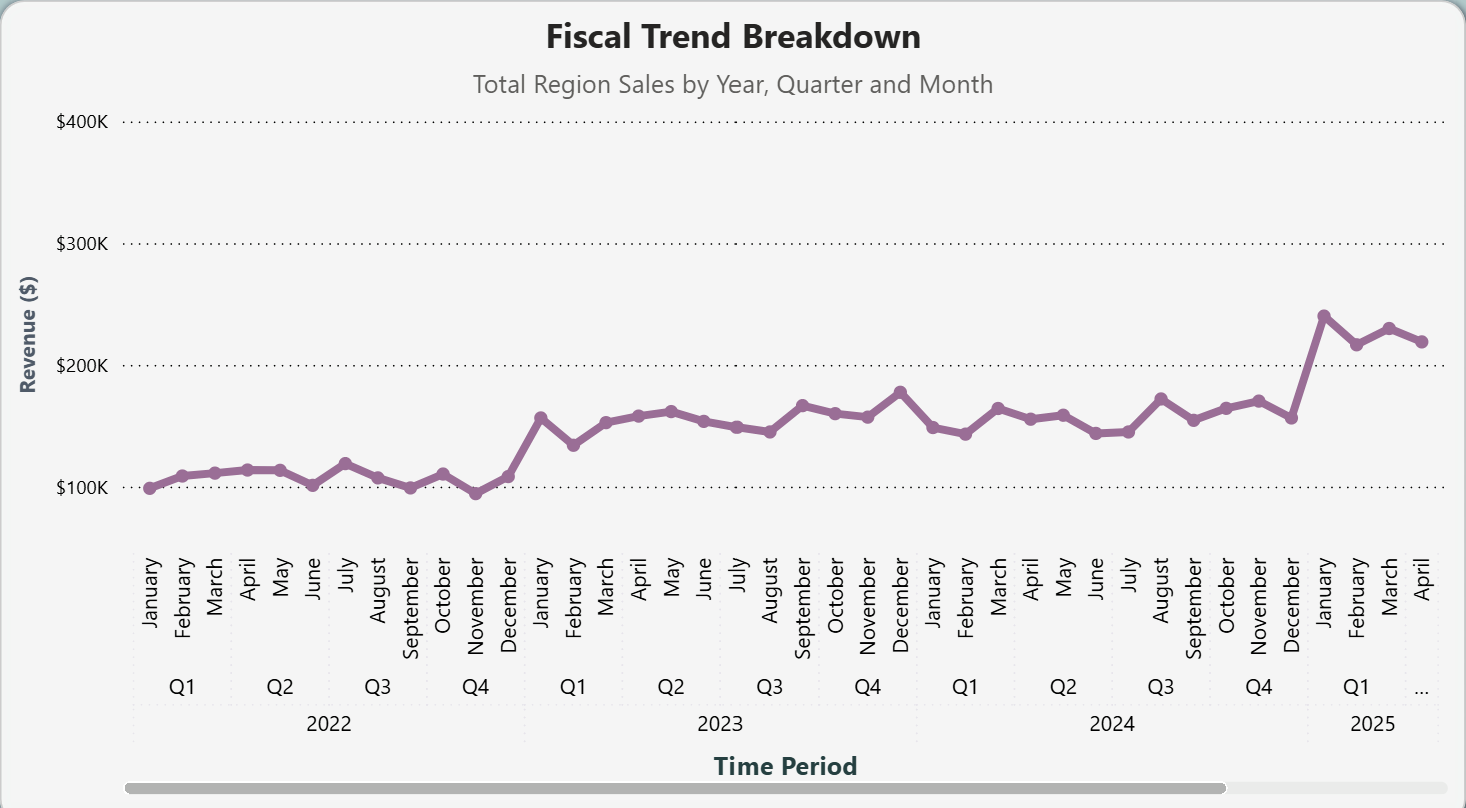 Fiscal Trend Breakdown
Total Region Sales by Year, Quarter and Month
$400K
$300K
$200K
$100K
Revenue ($)
January February March April May June July August September October November December January February March April May June July August September October November December January February March April May June July August September October November December January February March April
Q1 Q2 Q3 Q4 Q1 Q2 Q3 Q4 Q1 Q2 Q3 Q4 Q1 ...
2022 2023 2024 2025
Time Period